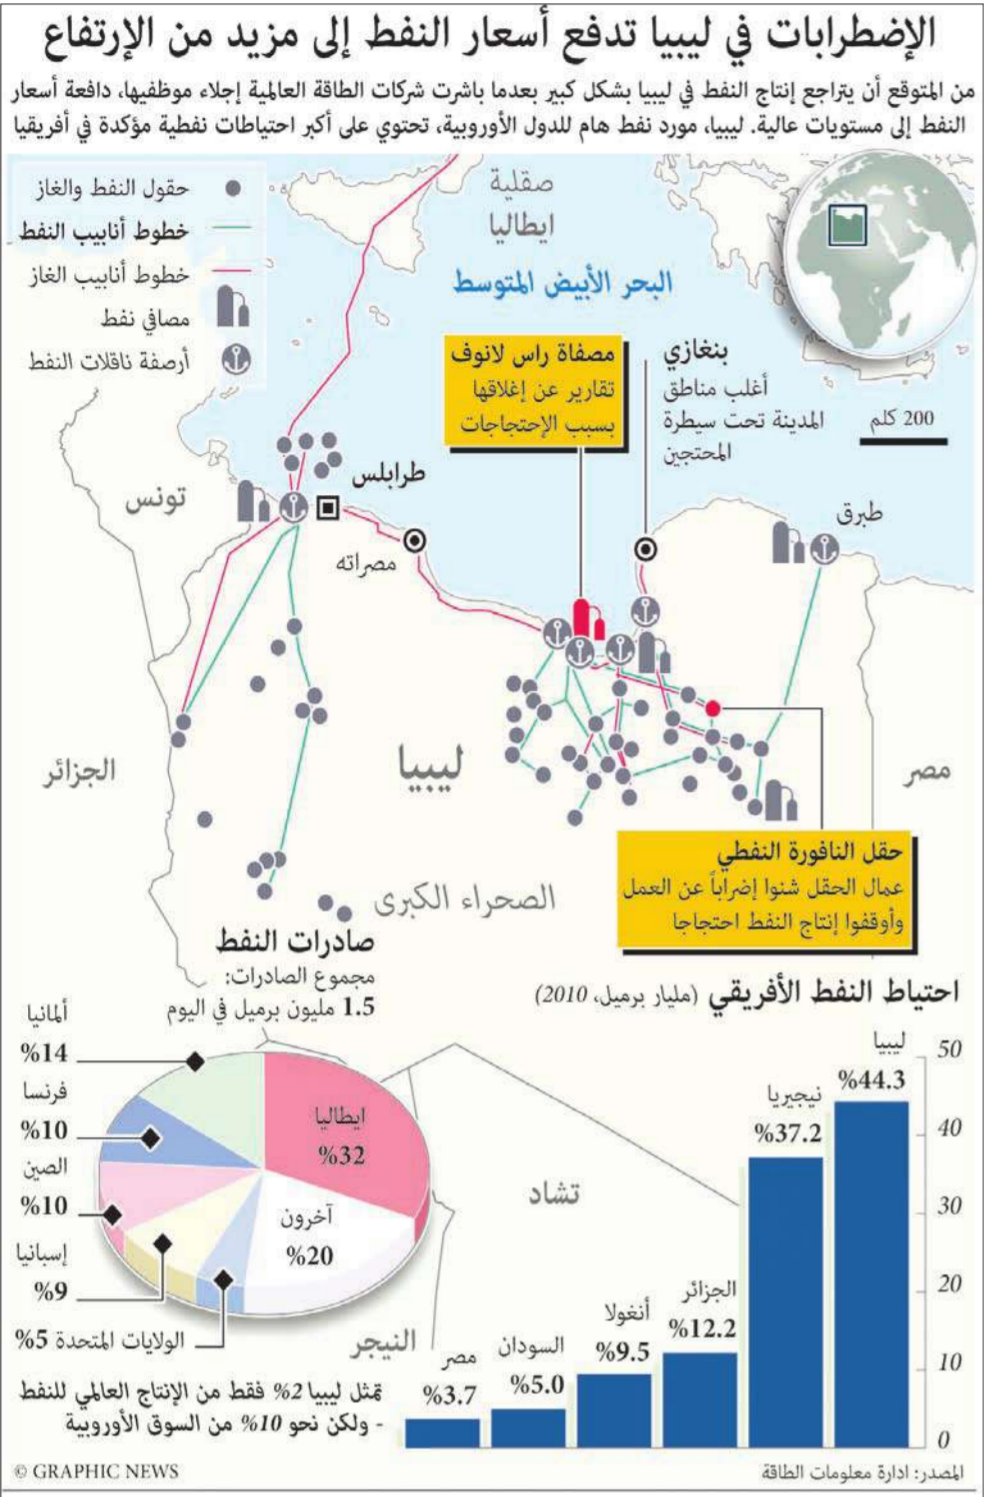 الإضطرابات في ليبيا تدفع أسعار النفط إلى مزيد من الإرتفاع
من المتوقع أن يتراجع إنتاج النفط في ليبيا بشكل كبير بعدما باشرت شركات الطاقة العالمية إجلاء موظفيها، دافعة أسعار
النفط إلى مستويات عالية. ليبيا، مورد نفط هام للدول الأوروبية، تحتوي على أكبر احتياطات نفطية مؤكدة في أفريقيا
حقول النفط والغاز
خطوط أنابيب النفط
خطوط أنابيب الغاز
مصافي نفط
أرصفة ناقلات النفط
صقلية
ايطاليا
البحر الأبيض المتوسط
مصفاة راس لانوف
تقارير عن إغلاقها
بسبب الإحتجاجات
بنغازي
أغلب مناطق
المدينة تحت سيطرة
المحتجين
200 كلم
طرابلس
تونس
مصراته
طبرق
الجزائر
ليبيا
مصر
حقل النافورة النفطي
عمال الحقل شنوا إضراباً عن العمل
وأوقفوا إنتاج النفط احتجاجا
الصحراء الكبرى
صادرات النفط
مجموع الصادرات:
1.5 مليون برميل في اليوم
ألمانيا
%14
فرنسا
%10
الصين
%10
إسبانيا
%9
الولايات المتحدة 5%
ايطاليا
%32
آخرون
%20
تشاد
النيجر
احتياط النفط الأفريقي (مليار برميل، 2010)
ليبيا
%44.3
نيجيريا
%37.2
الجزائر
%12.2
أنغولا
%9.5
السودان
%5.0
مصر
%3.7
50
40
30
20
10
0
تمثل ليبيا 2% فقط من الإنتاج العالمي للنفط
- ولكن نحو 10% من السوق الأوروبية
المصدر: ادارة معلومات الطاقة
© GRAPHIC NEWS